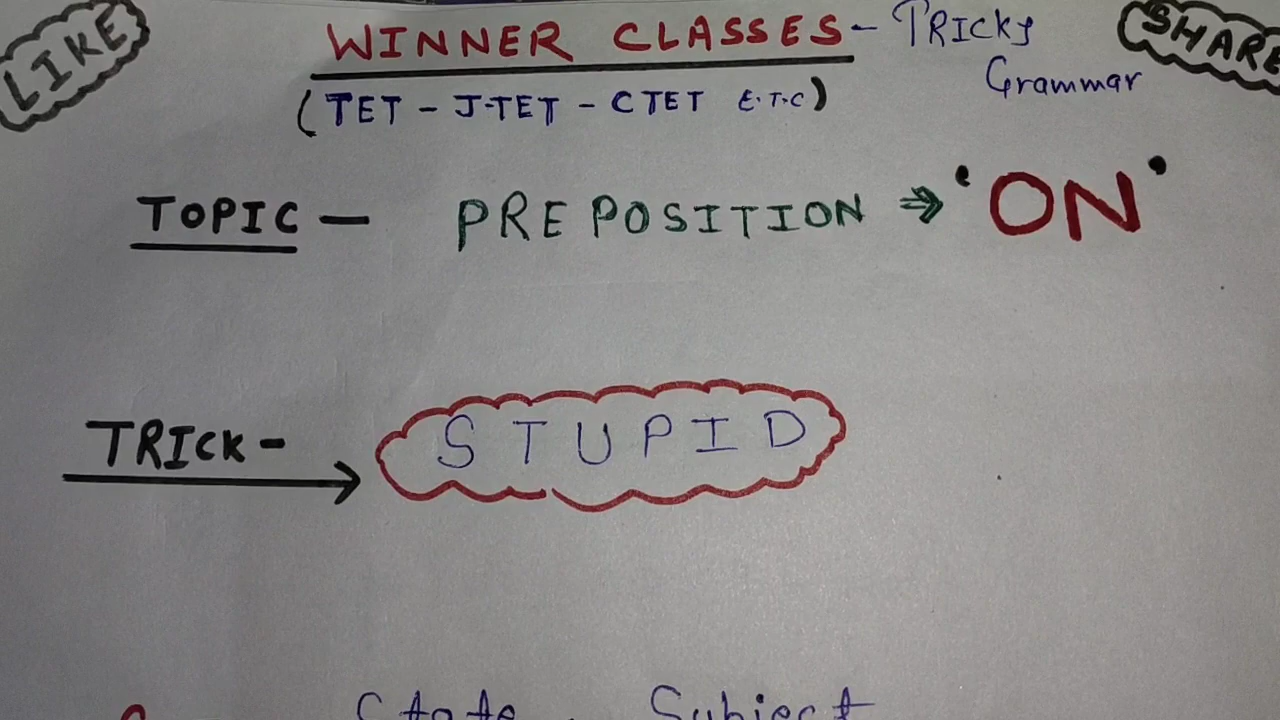 LIKE
WINNER CLASSES - TRICKY
Grammar
SHARE
(TET - J-TET - CTET E.T.C)
TOPIC - PREPOSITION ⇒ 'ON'
TRICK - STUPID
State, Subject